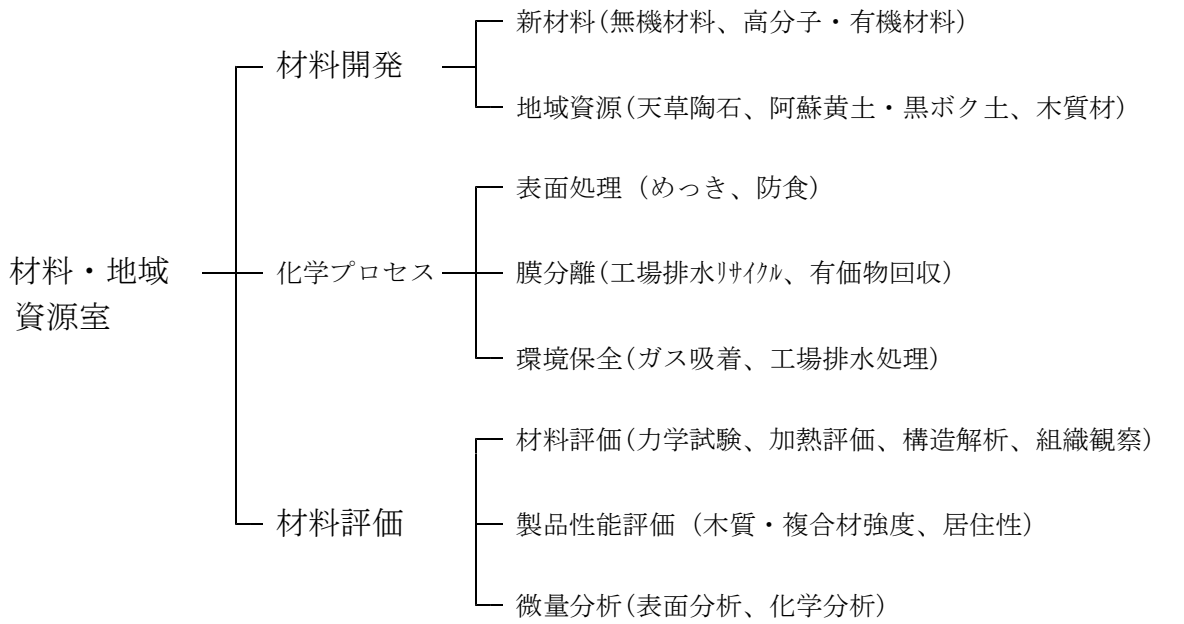 新材料(無機材料、高分子・有機材料)
材料開発
地域資源(天草陶石、阿蘇黄土・黒ボク土、木質材)
表面処理（めっき、防食)
材料・地域
資源室
化学プロセス
膜分離(工場排水ﾘｻｲｸﾙ、有価物回収)
環境保全(ガス吸着、工場排水処理)
材料評価(力学試験、加熱評価、構造解析、組織観察)
材料評価
製品性能評価（木質・複合材強度、居住性)
微量分析(表面分析、化学分析)